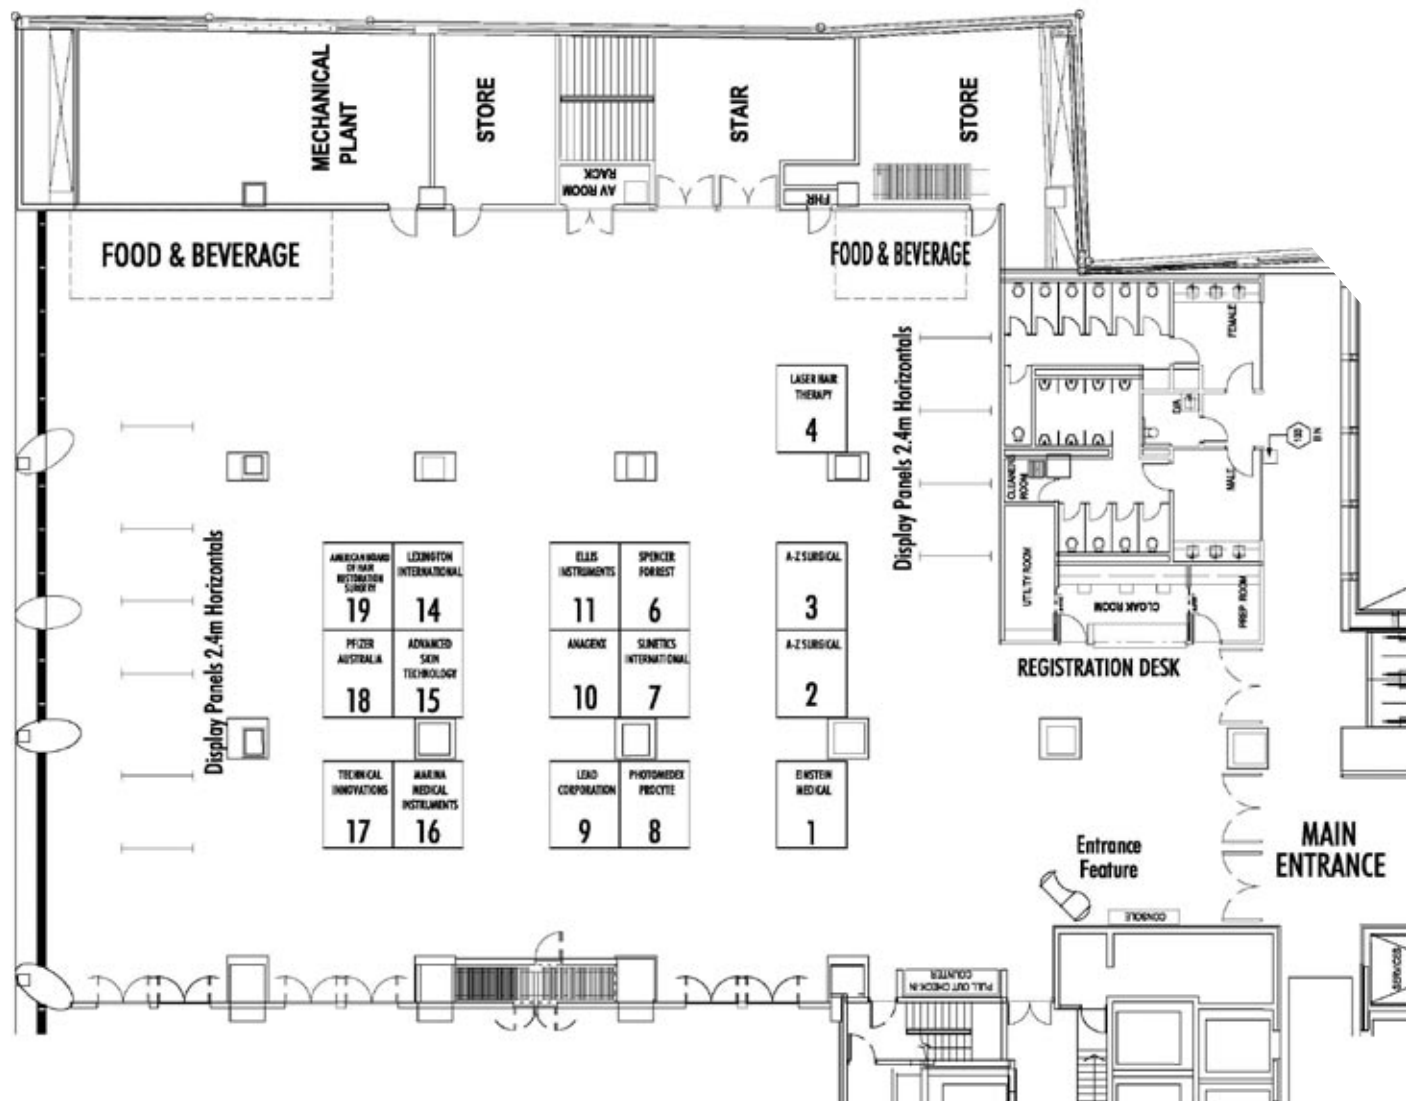 MECHANICAL
PLANT
STORE
STAIR
STORE
AV ROOM
RACK
FHR
FOOD & BEVERAGE
FOOD & BEVERAGE
FEMALE
Display Panels 2.4m Horizontals
LASER HAIR
THERAPY
4
MALE
CLEANERS
ROOM
Display Panels 2.4m Horizontals
AMERICAN BOARD
OF HAIR
RESTORATION
SURGERY
19
LEXINGTON
INTERNATIONAL
14
ELLIS
INSTRUMENTS
11
SPENCER
FORREST
6
A-Z SURGICAL
3
UTILITY ROOM
CLOAK ROOM
PREP ROOM
PFIZER
AUSTRALIA
18
ADVANCED
SKIN
TECHNOLOGY
15
ANAGENX
10
SUNETICS
INTERNATIONAL
7
A-Z SURGICAL
2
REGISTRATION DESK
TECHNICAL
INNOVATIONS
17
MARINA
MEDICAL
INSTRUMENTS
16
LEAD
CORPORATION
9
PHOTOMEDEX
PROCYTE
8
EINSTEIN
MEDICAL
1
Entrance
Feature
MAIN
ENTRANCE
CONSOLE
PULL OUT CHECK-IN
COUNTER
SERVICES